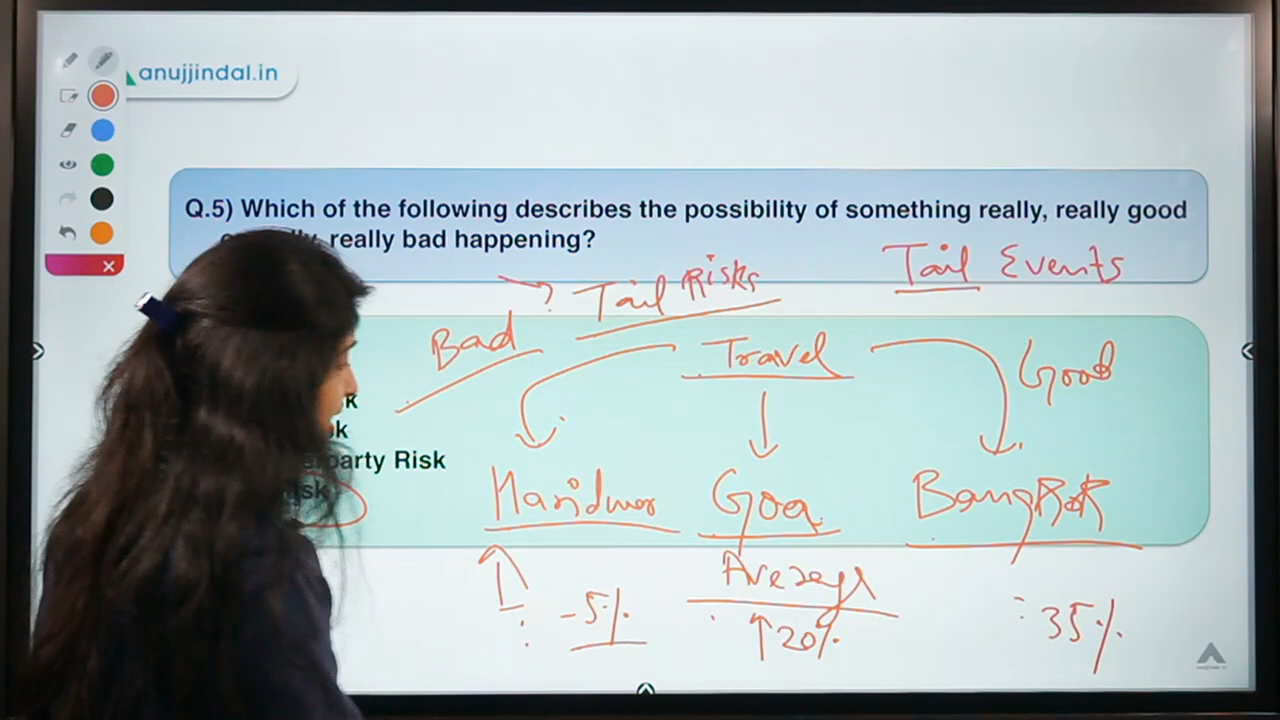 anujjindal.in
Q.5) Which of the following describes the possibility of something really, really good
really bad happening?
Tail Events
Tail Risks
Bad
Travel
Good
party Risk
Haridwar Goa Bangkok
Average
-5%
↑20%
35%